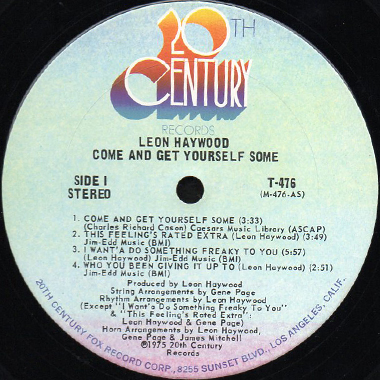 20TH
CENTURY
RECORDS
LEON HAYWOOD
COME AND GET YOURSELF SOME
SIDE I
STEREO
T-476
(M-476-AS)
1. COME AND GET YOURSELF SOME (3:33)
(Charles Richard Cason) Caesars Music Library (ASCAP)
2. THIS FEELING'S RATED EXTRA (Leon Haywood) (3:49)
Jim-Edd Music (BMI)
3. I WANT'A DO SOMETHING FREAKY TO YOU (5:57)
(Leon Haywood) Jim-Edd Music (BMI)
4. WHO YOU BEEN GIVING IT UP TO (Leon Haywood) (2:51)
Jim-Edd Music (BMI)
Produced by Leon Haywood
String Arrangements by Gene Page
Rhythm Arrangements by Leon Haywood
(Except "I Want'a Do Something Freaky To You"
& "This Feeling's Rated Extra":
Leon Haywood & Gene Page)
Horn Arrangements by Leon Haywood,
Gene Page & James Mitchell
℗1975 20th Century
Records
20TH CENTURY FOX RECORD CORP., 8255 SUNSET BLVD., LOS ANGELES, CALIF.